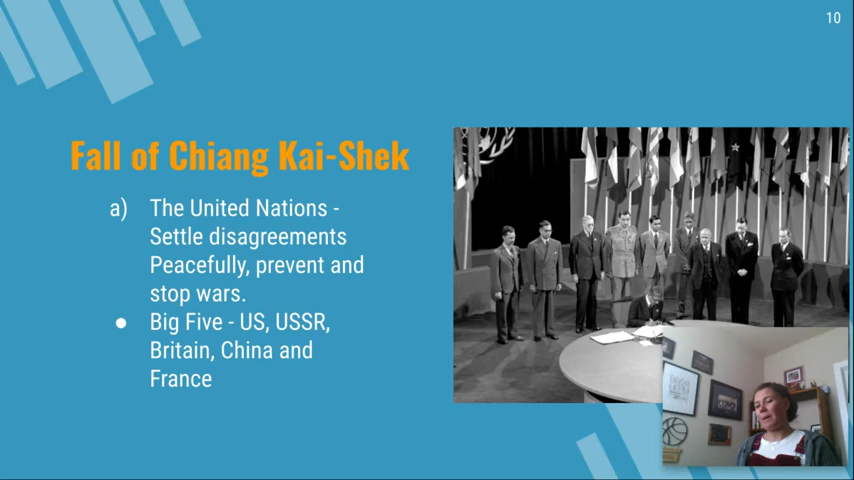 10
Fall of Chiang Kai-Shek
a) The United Nations -
Settle disagreements
Peacefully, prevent and
stop wars.
● Big Five - US, USSR,
Britain, China and
France